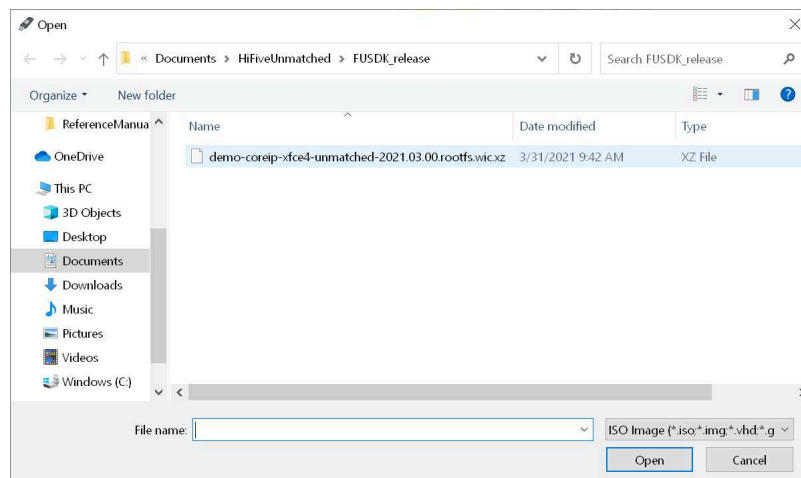 Open
« Documents > HiFiveUnmatched > FUSDK_release
Search FUSDK_release
Organize
New folder
ReferenceManua
Name
Date modified
Type
demo-coreip-xfce4-unmatched-2021.03.00.rootfs.wic.xz 3/31/2021 9:42 AM XZ File
OneDrive
This PC
3D Objects
Desktop
Documents
Downloads
Music
Pictures
Videos
Windows (C:)
File name:
ISO Image (*.iso;*.img;*.vhd;*.g
Open
Cancel